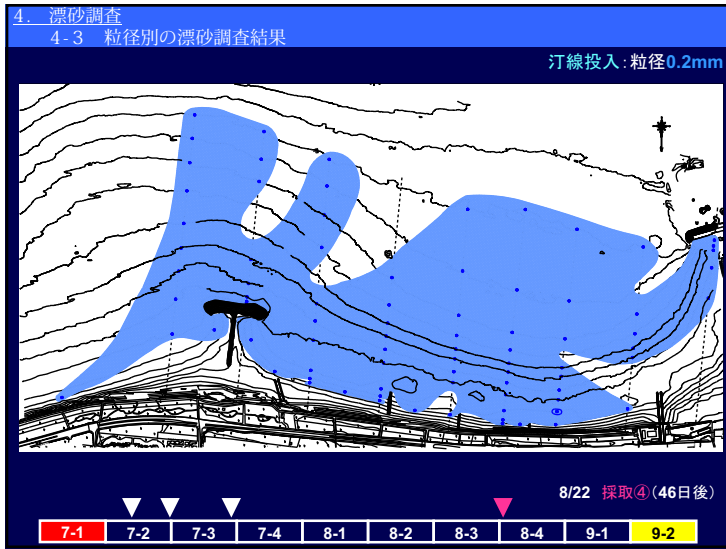 4. 漂砂調査
4-3 粒径別の漂砂調査結果
汀線投入：粒径0.2mm
8/22 採取④(46日後)
7-1 7-2 7-3 7-4 8-1 8-2 8-3 8-4 9-1 9-2